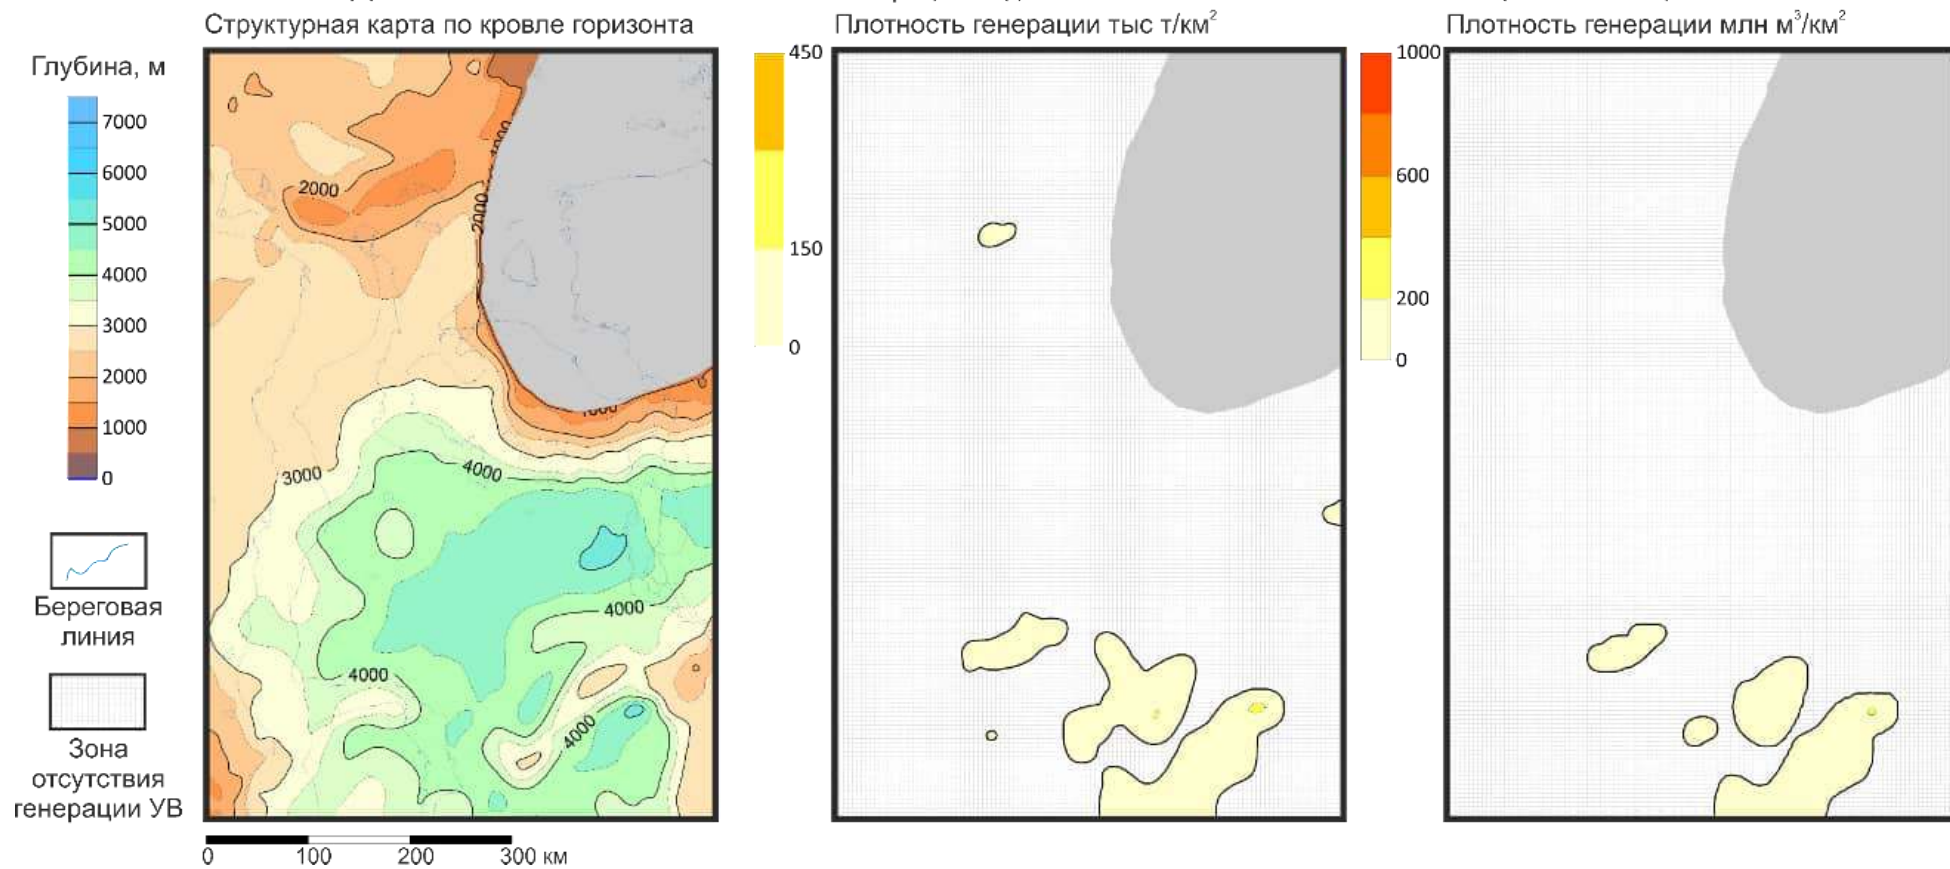 Структурная карта по кровле горизонта
Плотность генерации тыс т/км²
Плотность генерации млн м³/км²
Глубина, м
7000
6000
5000
4000
3000
2000
1000
0
Береговая
линия
Зона
отсутствия
генерации УВ
2000
2000
3000
4000
4000
4000
4000
0
100
200
300 км
450
150
0
1000
600
200
0